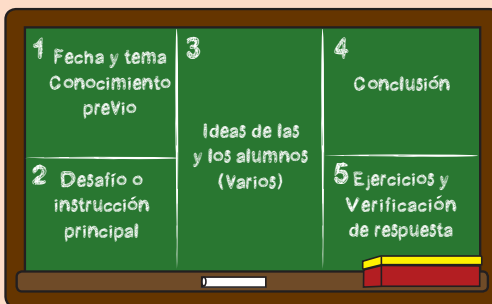 1
Fecha y tema
Conocimiento
previo
2
Desafío o
instrucción
principal
3
Ideas de las
y los alumnos
(Varios)
4
Conclusión
5
Ejercicios y
Verificación
de respuesta